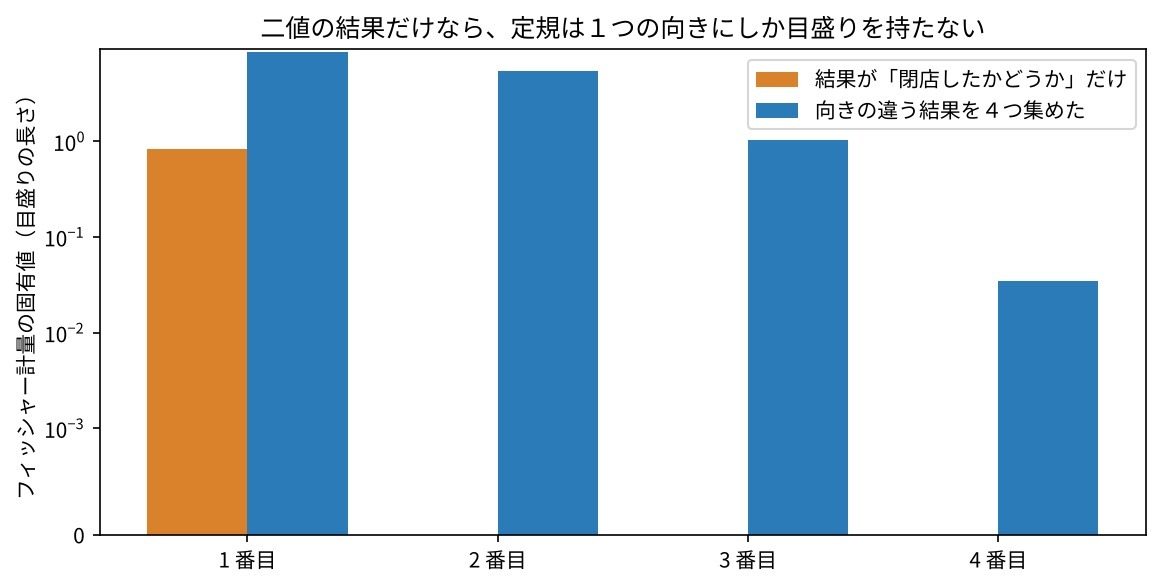 二値の結果だけなら、定規は１つの向きにしか目盛りを持たない
結果が「閉店したかどうか」だけ
向きの違う結果を４つ集めた
フィッシャー計量の固有値（目盛りの長さ）
10⁰
10⁻¹
10⁻²
10⁻³
0
1 番目
2 番目
3 番目
4 番目